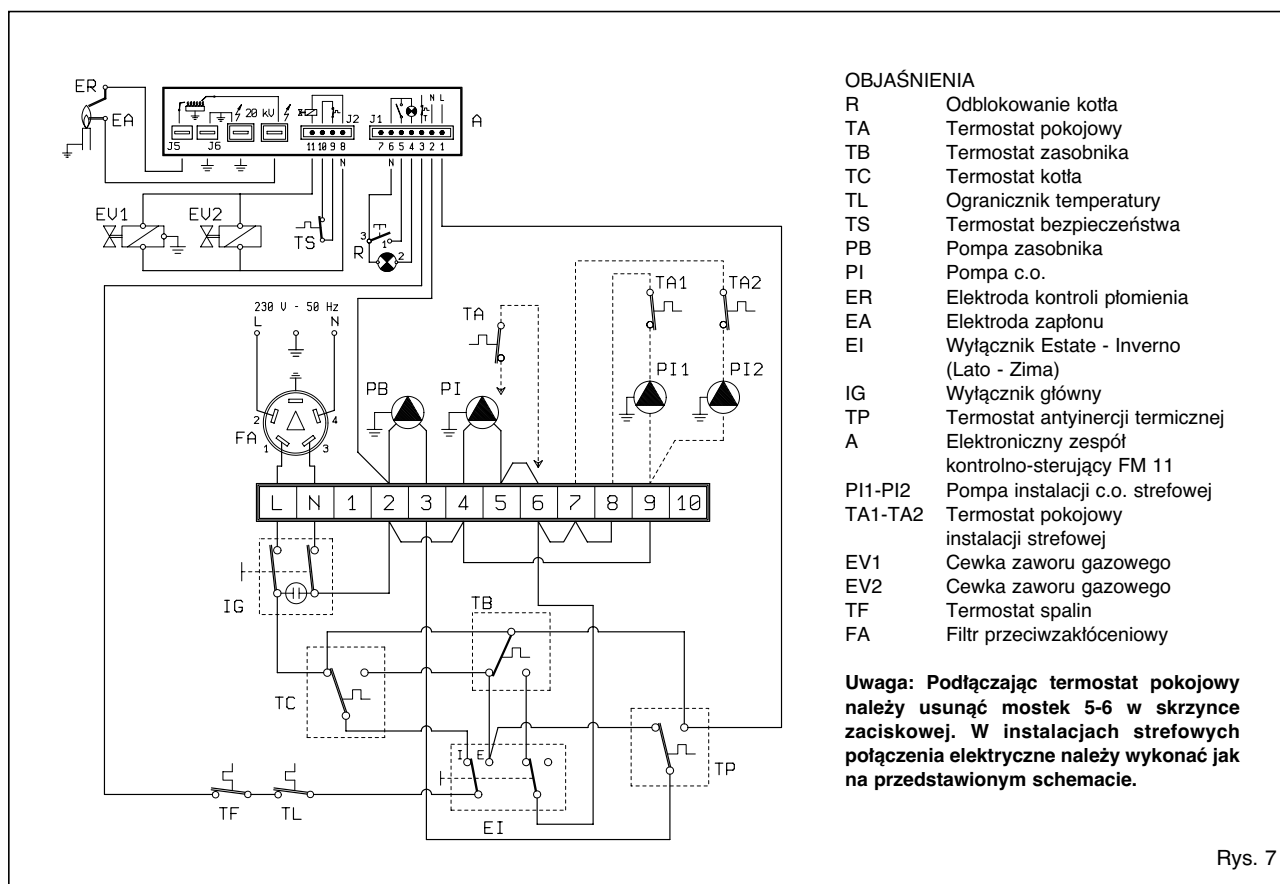 ER
EA
20 kV
J5
J6
J2
J1
A
11 10 9 8
7 6 5 4 3 2 1
N L
T
N
N
EV1
EV2
TS
3
1
R
2
230 V - 50 Hz
L
N
TA
TA1
TA2
PB
PI
PI1
PI2
2
4
FA
1
3
L N 1 2 3 4 5 6 7 8 9 10
IG
TB
TC
I E
TP
TF
TL
EI
OBJAŚNIENIA
R Odblokowanie kotła
TA Termostat pokojowy
TB Termostat zasobnika
TC Termostat kotła
TL Ogranicznik temperatury
TS Termostat bezpieczeństwa
PB Pompa zasobnika
PI Pompa c.o.
ER Elektroda kontroli płomienia
EA Elektroda zapłonu
EI Wyłącznik Estate - Inverno
(Lato - Zima)
IG Wyłącznik główny
TP Termostat antyinercji termicznej
A Elektroniczny zespół
kontrolno-sterujący FM 11
PI1-PI2 Pompa instalacji c.o. strefowej
TA1-TA2 Termostat pokojowy
instalacji strefowej
EV1 Cewka zaworu gazowego
EV2 Cewka zaworu gazowego
TF Termostat spalin
FA Filtr przeciwzakłóceniowy
Uwaga: Podłączając termostat pokojowy
należy usunąć mostek 5-6 w skrzynce
zaciskowej. W instalacjach strefowych
połączenia elektryczne należy wykonać jak
na przedstawionym schemacie.
Rys. 7